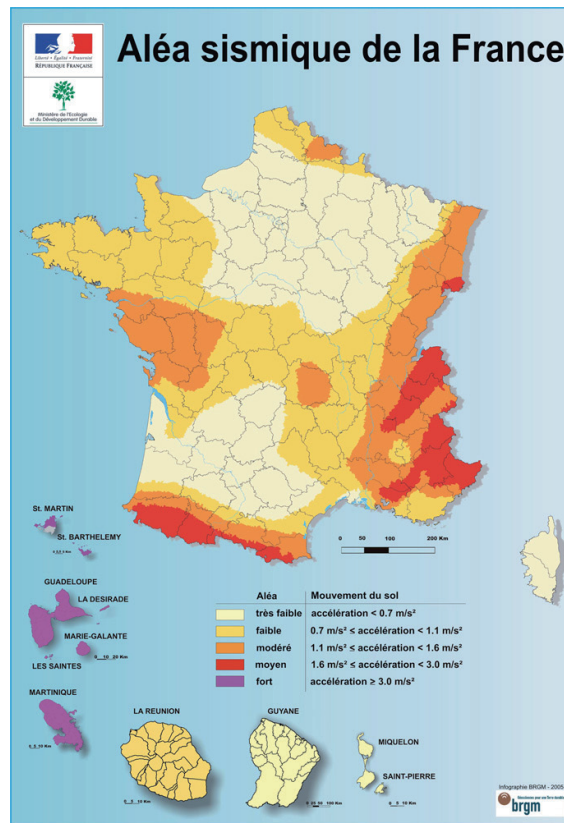 Aléa sismique de la France
Liberté • Égalité • Fraternité
RÉPUBLIQUE FRANÇAISE
Ministère de l'Ecologie
et du Développement Durable
0 50 100 200 Km
ST. MARTIN
ST. BARTHELEMY
GUADELOUPE
LA DESIRADE
MARIE-GALANTE
LES SAINTES
0 10 20 Km
MARTINIQUE
Aléa Mouvement du sol
très faible accélération < 0.7 m/s²
faible 0.7 m/s² ≤ accélération < 1.1 m/s²
modéré 1.1 m/s² ≤ accélération < 1.6 m/s²
moyen 1.6 m/s² ≤ accélération < 3.0 m/s²
fort accélération ≥ 3.0 m/s²
LA REUNION
GUYANE
MIQUELON
SAINT-PIERRE
Infographie BRGM - 2005
brgm